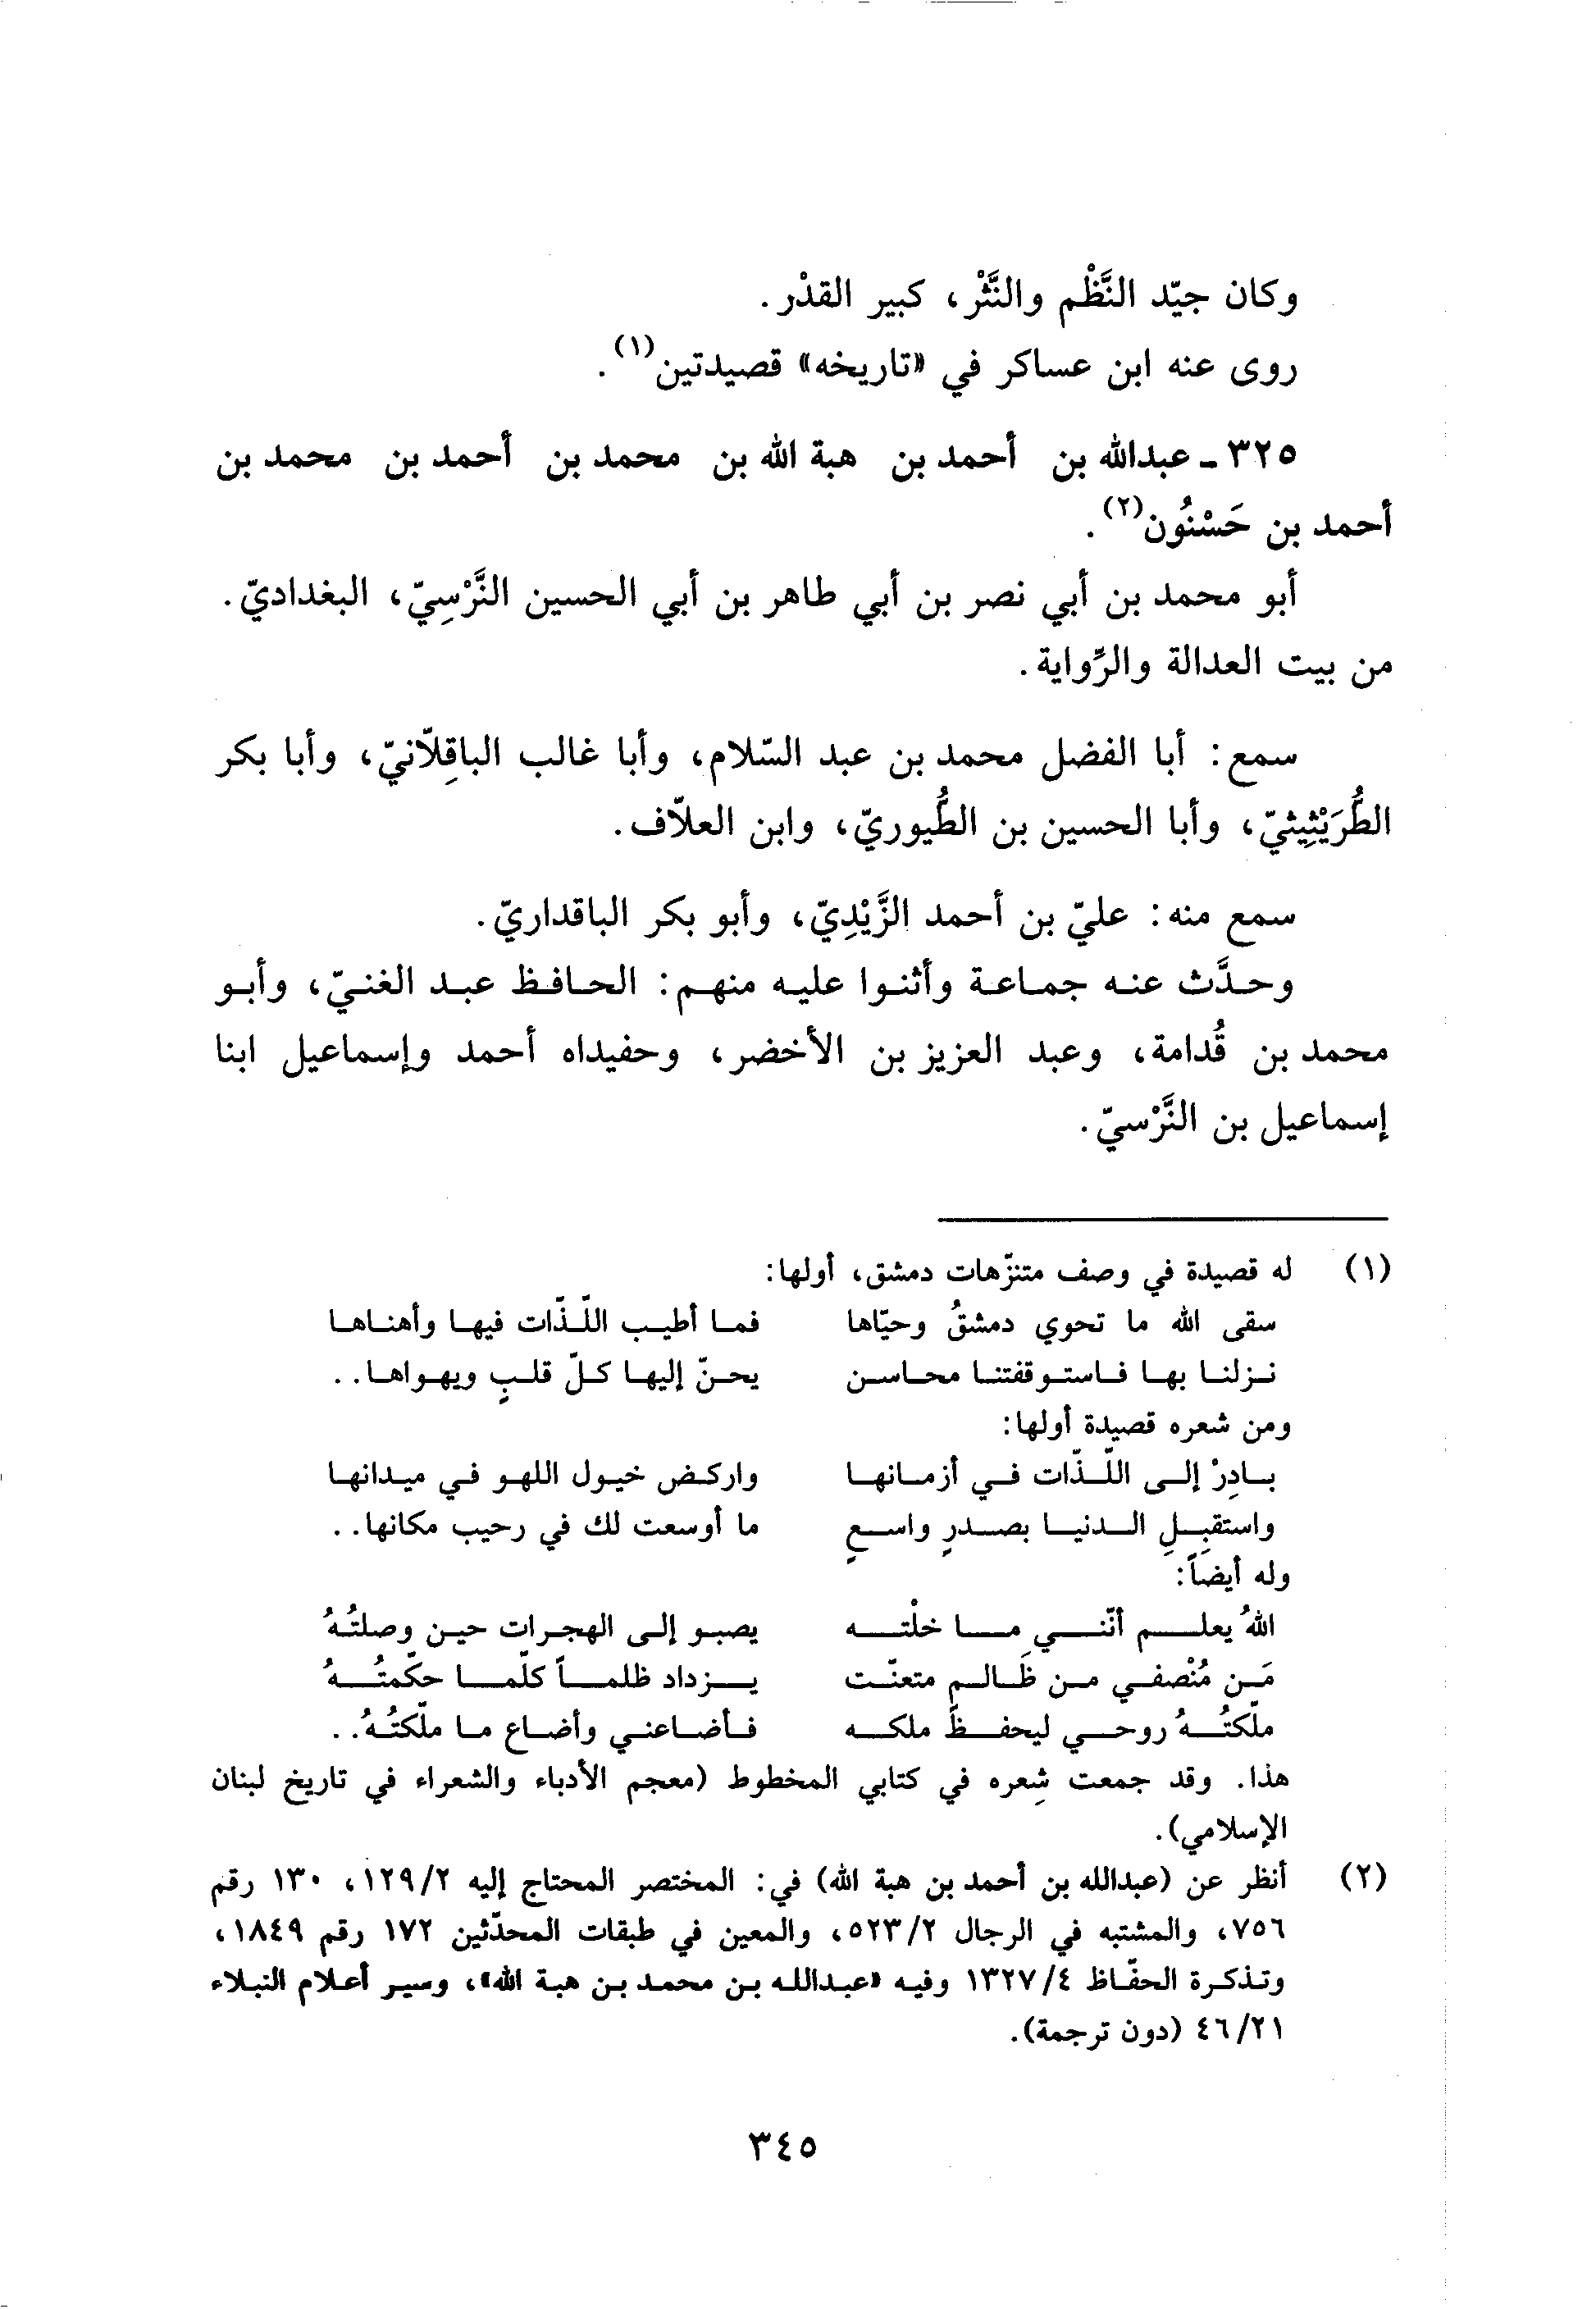 وكان جيّد النَّظْم والنَّثْر، كبير القدْر.
روى عنه ابن عساكر في «تاريخه» قصيدتين(١).
٣٢٥ - عبدالله بن أحمد بن هبة الله بن محمد بن أحمد بن محمد بن
أحمد بن حَسْنُون(٢).
أبو محمد بن أبي نصر بن أبي طاهر بن أبي الحسين النَّرْسِيّ، البغداديّ.
من بيت العدالة والرِّواية.
سمع: أبا الفضل محمد بن عبد السّلام، وأبا غالب الباقِلاّنيّ، وأبا بكر
الطُّرَيْثِيثيّ، وأبا الحسين بن الطُّيوريّ، وابن العلاّف.
سمع منه: عليّ بن أحمد الزَّيْدِيّ، وأبو بكر الباقداريّ.
وحدَّث عنه جماعة وأثنوا عليه منهم: الحافظ عبد الغنيّ، وأبو
محمد بن قُدامة، وعبد العزيز بن الأخضر، وحفيداه أحمد وإسماعيل ابنا
إسماعيل بن النَّرْسيّ.
(١) له قصيدة في وصف متنزّهات دمشق، أولها:
سقى الله ما تحوي دمشقُ وحيّاها فما أطيب اللّذّات فيها وأهناها
نزلنا بها فاستوقفتنا محاسن يحنّ إليها كلّ قلبٍ ويهواها..
ومن شعره قصيدة أولها:
بادِرْ إلى اللّذّات في أزمانها واركض خيول اللهو في ميدانها
واستقبِلِ الدنيا بصدرٍ واسعٍ ما أوسعت لك في رحيب مكانها..
وله أيضاً:
اللهُ يعلم أنّني مِا خلْته يصبو إلى الهجرات حين وصلتُهُ
مَن مُنْصفي من ظَالم متعنّت يزداد ظلماً كلّما حكّمتُهُ
ملّكتُهُ روحي ليحفظَ ملكه فأضاعني وأضاع ما ملّكتُهُ..
هذا. وقد جمعت شِعره في كتابي المخطوط (معجم الأدباء والشعراء في تاريخ لبنان
الإسلامي).
(٢) أنظر عن (عبدالله بن أحمد بن هبة الله) في: المختصر المحتاج إليه ١٢٩/٢، ١٣٠ رقم
٧٥٦، والمشتبه في الرجال ٥٢٣/٢، والمعين في طبقات المحدّثين ١٧٢ رقم ١٨٤٩،
وتذكرة الحفّاظ ١٣٢٧/٤ وفيه «عبدالله بن محمد بن هبة الله»، وسير أعلام النبلاء
٤٦/٢١ (دون ترجمة).
٣٤٥